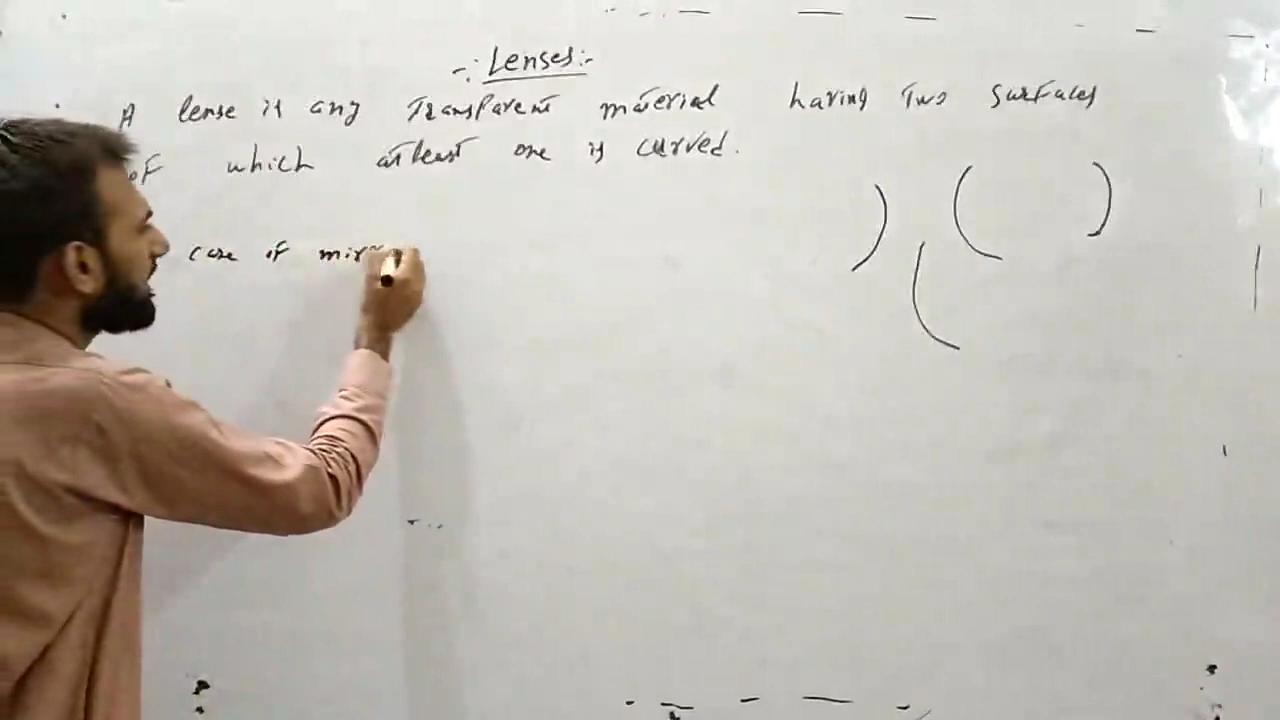 -: Lenses:-
A lense is any Transparent material having Two surfaces
of which atleast one is curved.
case of mirr